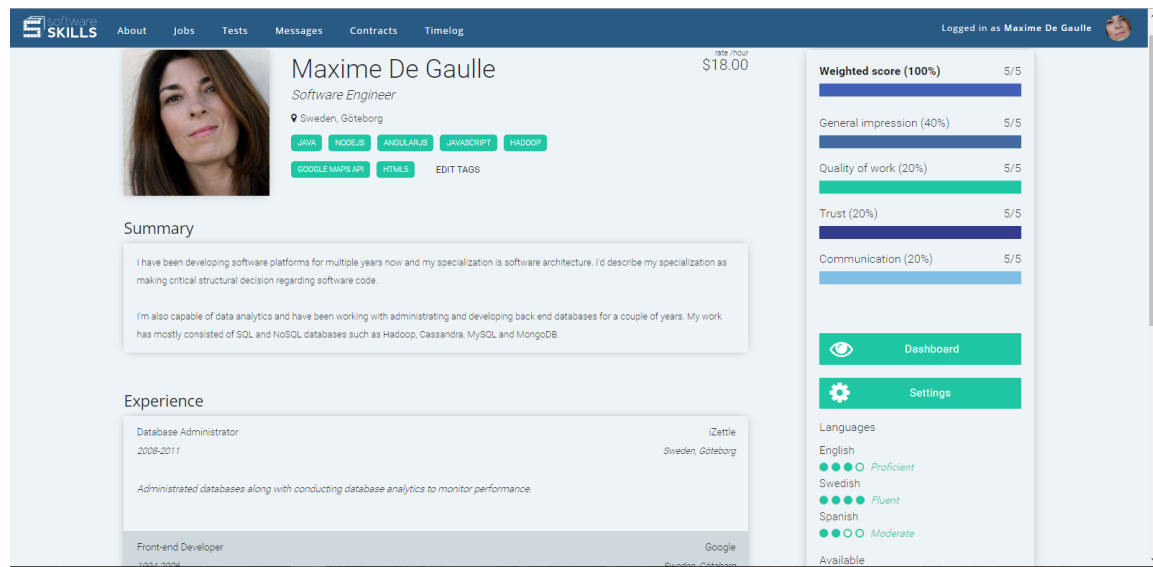 software
SKILLS
About Jobs Tests Messages Contracts Timelog
Logged in as Maxime De Gaulle
Maxime De Gaulle
rate /hour
$18.00
Software Engineer
Sweden, Göteborg
JAVA NODEJS ANGULARJS JAVASCRIPT HADOOP
GOOGLE MAPS API HTML5 EDIT TAGS
Summary
I have been developing software platforms for multiple years now and my specialization is software architecture. I'd describe my specialization as
making critical structural decision regarding software code.
I'm also capable of data analytics and have been working with administrating and developing back end databases for a couple of years. My work
has mostly consisted of SQL and NoSQL databases such as Hadoop, Cassandra, MySQL and MongoDB.
Experience
Database Administrator iZettle
2008-2011 Sweden, Göteborg
Administrated databases along with conducting database analytics to monitor performance.
Front-end Developer Google
1994-2006 Sweden, Göteborg
Weighted score (100%) 5/5
General impression (40%) 5/5
Quality of work (20%) 5/5
Trust (20%) 5/5
Communication (20%) 5/5
Dashboard
Settings
Languages
English
Proficient
Swedish
Fluent
Spanish
Moderate
Available